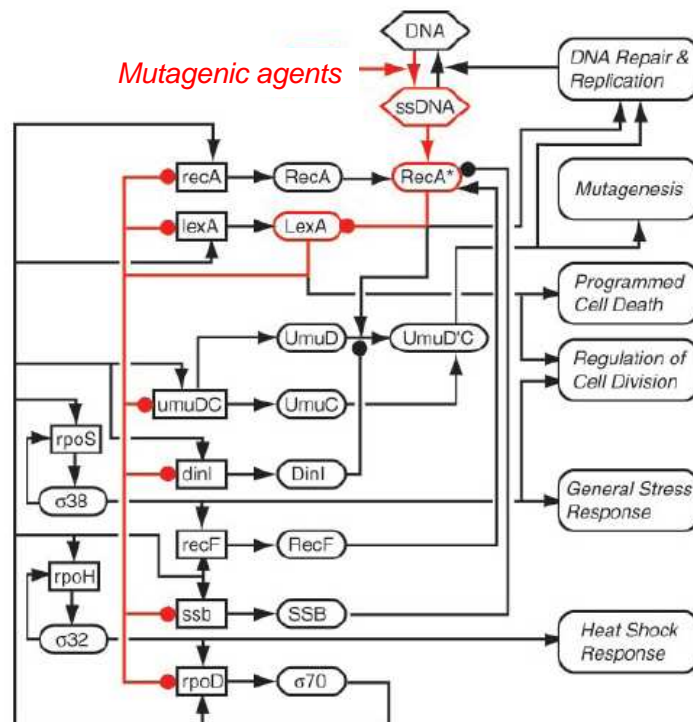 DNA
Mutagenic agents
DNA Repair &
Replication
ssDNA
recA
RecA
RecA*
Mutagenesis
lexA
LexA
Programmed
Cell Death
UmuD
UmuD'C
Regulation of
Cell Division
umuDC
UmuC
rpoS
dinI
DinI
σ38
General Stress
Response
recF
RecF
rpoH
ssb
SSB
σ32
Heat Shock
Response
rpoD
σ70